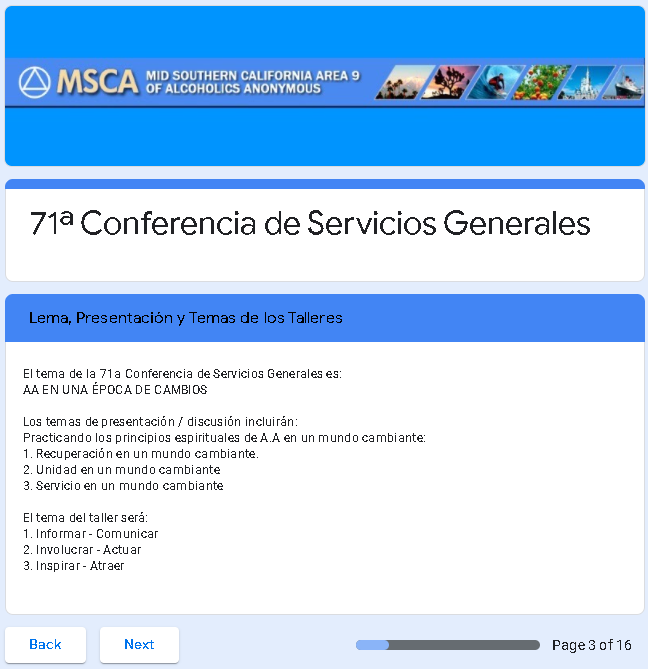 MSCA MID SOUTHERN CALIFORNIA AREA 9
OF ALCOHOLICS ANONYMOUS
71ª Conferencia de Servicios Generales
Lema, Presentación y Temas de los Talleres
El tema de la 71a Conferencia de Servicios Generales es:
AA EN UNA ÉPOCA DE CAMBIOS
Los temas de presentación / discusión incluirán:
Practicando los principios espirituales de A.A en un mundo cambiante:
1. Recuperación en un mundo cambiante.
2. Unidad en un mundo cambiante
3. Servicio en un mundo cambiante
El tema del taller será:
1. Informar - Comunicar
2. Involucrar - Actuar
3. Inspirar - Atraer
Back Next Page 3 of 16